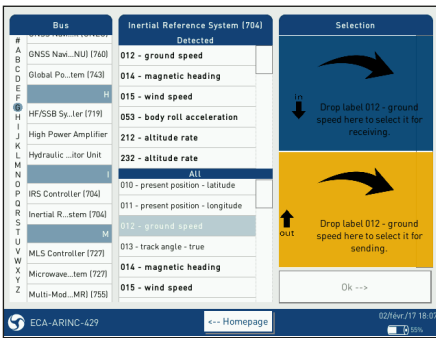 Bus
#
A
B
C
D
E
F
G
H
I
J
K
L
M
N
O
P
Q
R
S
T
U
V
W
X
Y
Z
GNSS Navi...NU) (760)
Global Po...tem (743)
H
HF/SSB Sy...ler (719)
High Power Amplifier
Hydraulic ...itor Unit
I
IRS Controller (704)
Inertial R...stem (704)
M
MLS Controller (727)
Microwave...tem (727)
Multi-Mod...MR) (755)
Inertial Reference System (704)
Detected
012 - ground speed
014 - magnetic heading
015 - wind speed
053 - body roll acceleration
212 - altitude rate
232 - altitude rate
All
010 - present position - latitude
011 - present position - longitude
012 - ground speed
013 - track angle - true
014 - magnetic heading
015 - wind speed
Selection
in
Drop label 012 - ground
speed here to select it for
receiving.
out
Drop label 012 - ground
speed here to select it for
sending.
Ok -->
ECA-ARINC-429
<-- Homepage
02/févr./17 18:07
55%